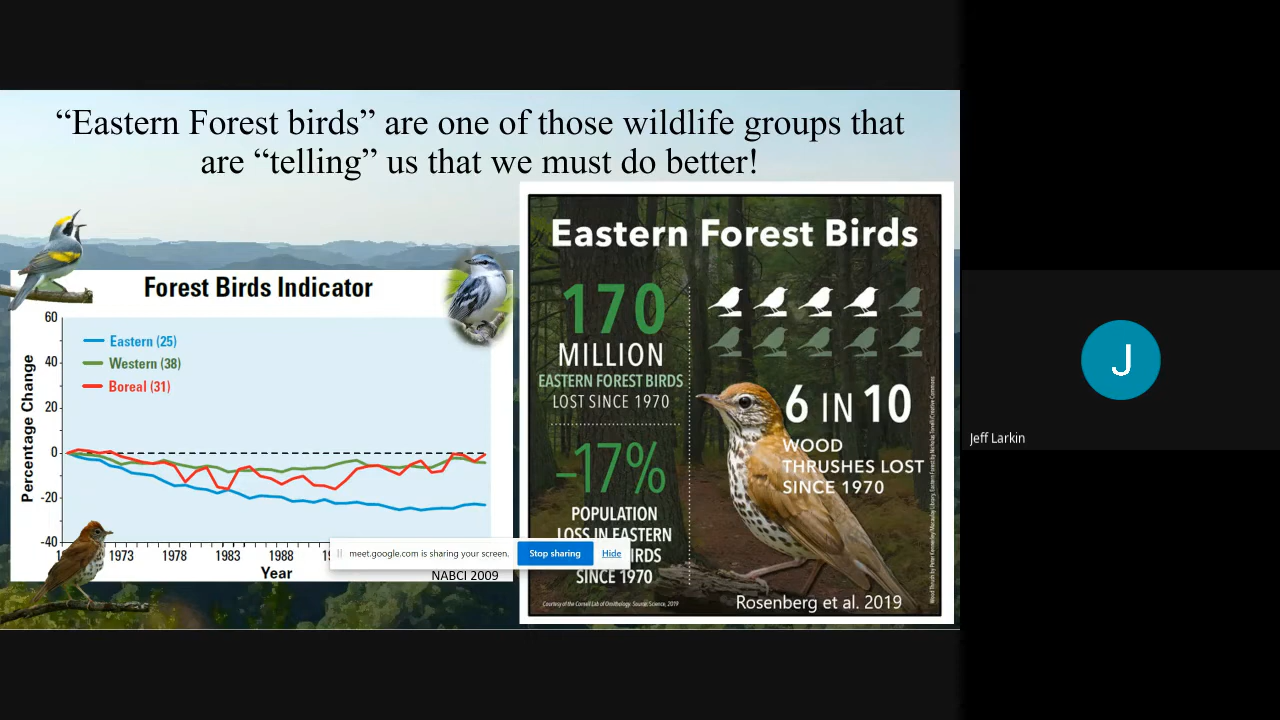 “Eastern Forest birds” are one of those wildlife groups that
are “telling” us that we must do better!
Forest Birds Indicator
60
40
20
0
-20
-40
Percentage Change
Eastern (25)
Western (38)
Boreal (31)
1973
1978
1983
1988
Year
NABCI 2009
meet.google.com is sharing your screen.
Stop sharing
Hide
Eastern Forest Birds
170
MILLION
EASTERN FOREST BIRDS
LOST SINCE 1970
–17%
POPULATION
LOSS IN EASTERN
SINCE 1970
6 IN 10
WOOD
THRUSHES LOST
SINCE 1970
Courtesy of the Cornell Lab of Ornithology. Source: Science, 2019
Rosenberg et al. 2019
J
Jeff Larkin